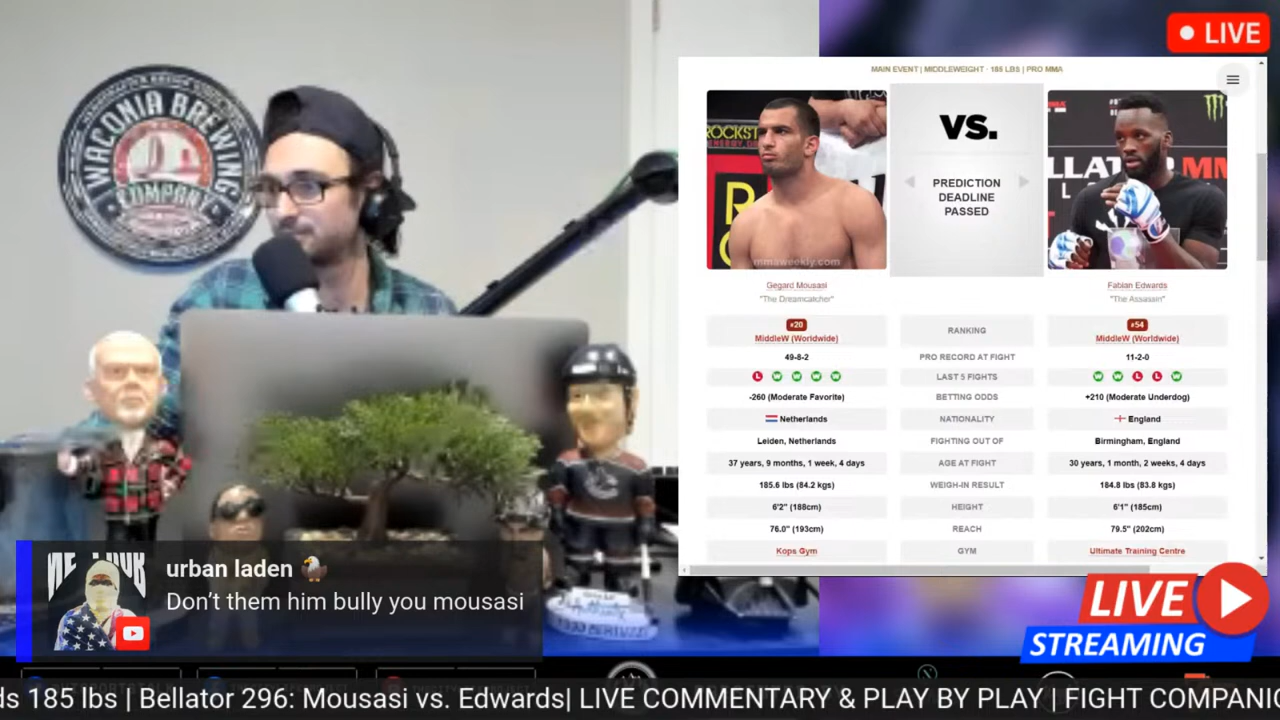 LIVE
WACONIA BREWING
COMPANY
MAIN EVENT | MIDDLEWEIGHT · 185 LBS | PRO MMA
VS.
PREDICTION
DEADLINE
PASSED
ROCKST
ENERGY
mmaweekly.com
Gegard Mousasi
Fabian Edwards
"The Dreamcatcher"
"The Assassin"
#20 RANKING #54
MiddleW (Worldwide) MiddleW (Worldwide)
49-8-2 PRO RECORD AT FIGHT 11-2-0
L W W W W LAST 5 FIGHTS W W L L W
-260 (Moderate Favorite) BETTING ODDS +210 (Moderate Underdog)
Netherlands NATIONALITY England
Leiden, Netherlands FIGHTING OUT OF Birmingham, England
37 years, 9 months, 1 week, 4 days AGE AT FIGHT 30 years, 1 month, 2 weeks, 4 days
185.6 lbs (84.2 kgs) WEIGH-IN RESULT 184.8 lbs (83.8 kgs)
6'2" (188cm) HEIGHT 6'1" (185cm)
76.0" (193cm) REACH 79.5" (202cm)
Kops Gym GYM Ultimate Training Centre
urban laden
Don't them him bully you mousasi
LIVE
STREAMING
ds 185 lbs | Bellator 296: Mousasi vs. Edwards| LIVE COMMENTARY & PLAY BY PLAY | FIGHT COMPANIO